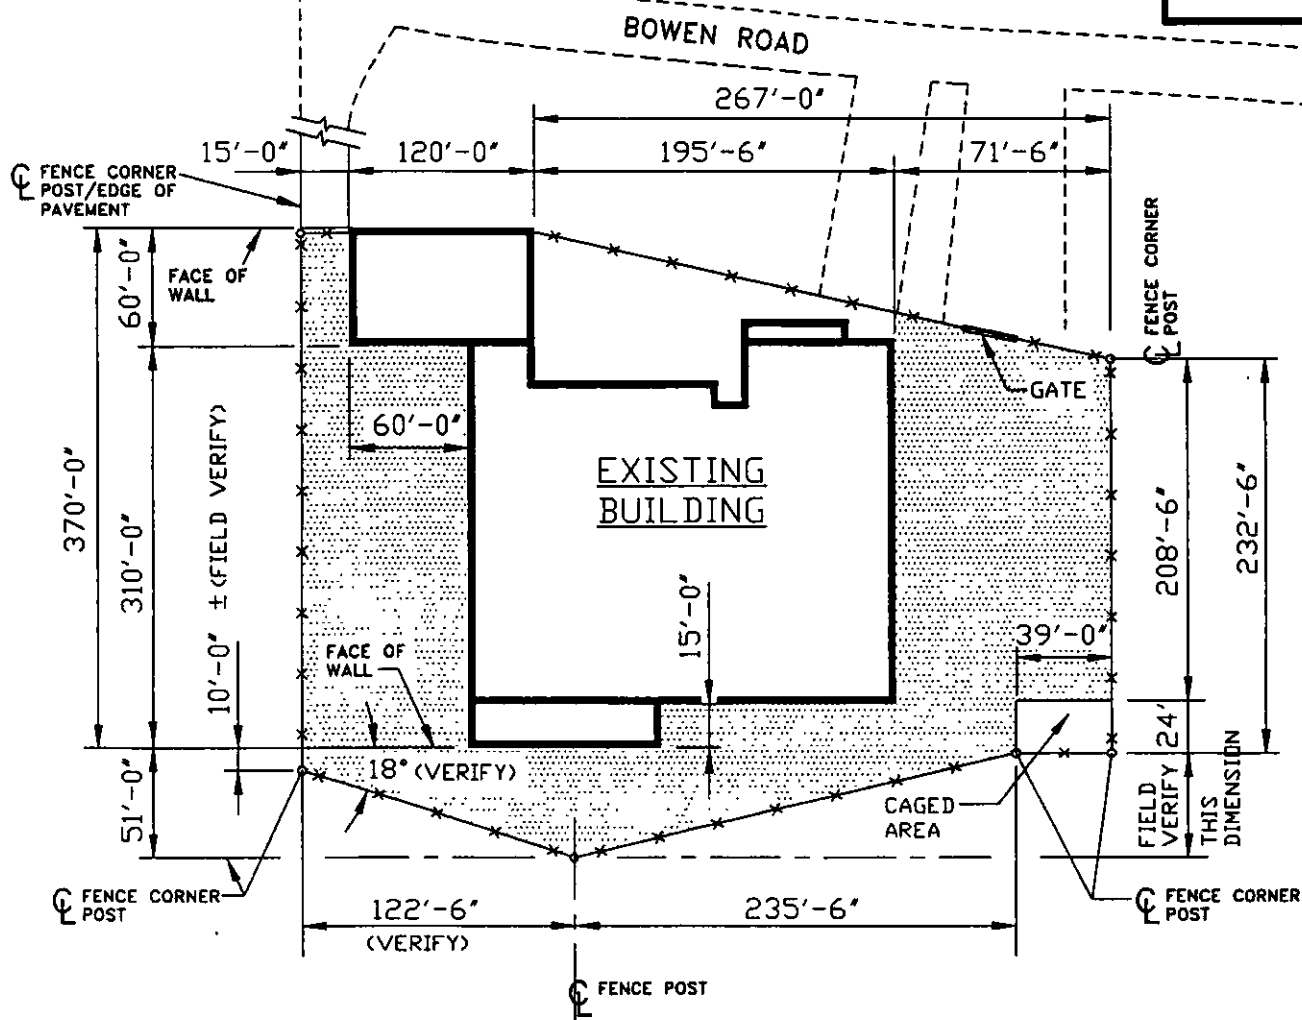 BOWEN ROAD
267'-0"
15'-0"
120'-0"
195'-6"
71'-6"
℄ FENCE CORNER
POST/EDGE OF
PAVEMENT
FACE OF
WALL
60'-0"
℄ FENCE CORNER
POST
GATE
60'-0"
EXISTING
BUILDING
370'-0"
310'-0"
10'-0" ±(FIELD VERIFY)
208'-6"
232'-6"
15'-0"
39'-0"
FACE OF
WALL
18° (VERIFY)
51'-0"
24'
CAGED
AREA
FIELD
VERIFY
THIS
DIMENSION
℄ FENCE CORNER
POST
122'-6"
(VERIFY)
235'-6"
℄ FENCE CORNER
POST
℄ FENCE POST